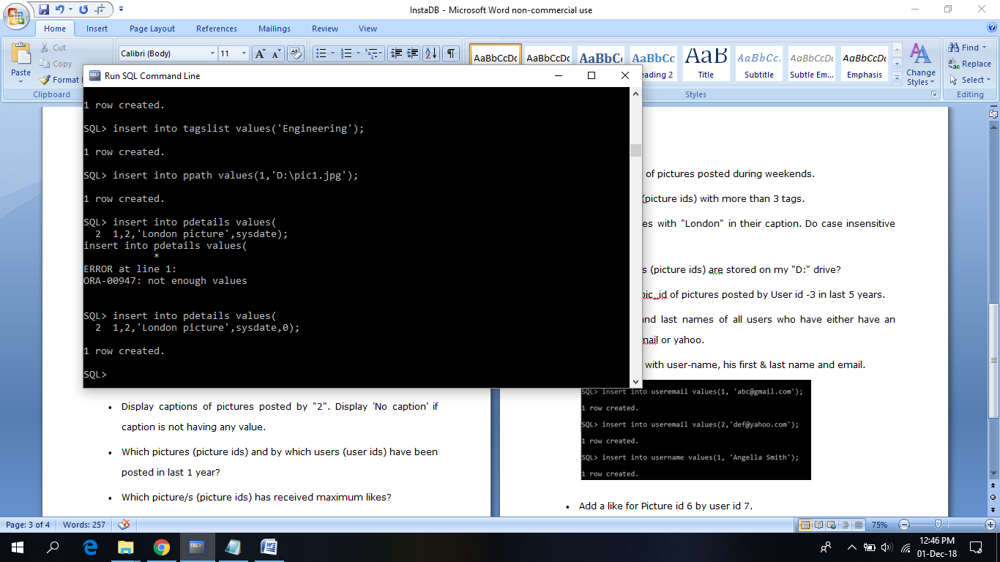 InstaDB - Microsoft Word non-commercial use
Home Insert Page Layout References Mailings Review View
Paste
Cut
Copy
Format
Clipboard
Calibri (Body) 11
AaBbCcDc AaBbCcDc AaBbC AaBbCc AaB AaBbCc. AaBbCcDc AaBbCcDc
eading 2 Title Subtitle Subtle Em... Emphasis
Change
Styles
Styles
Find
Replace
Select
Editing
Run SQL Command Line
1 row created.
SQL> insert into tagslist values('Engineering');
1 row created.
SQL> insert into ppath values(1,'D:\pic1.jpg');
1 row created.
SQL> insert into pdetails values(
2 1,2,'London picture',sysdate);
insert into pdetails values(
*
ERROR at line 1:
ORA-00947: not enough values
SQL> insert into pdetails values(
2 1,2,'London picture',sysdate,0);
1 row created.
SQL>
• Display captions of pictures posted by "2". Display 'No caption' if
caption is not having any value.
• Which pictures (picture ids) and by which users (user ids) have been
posted in last 1 year?
• Which picture/s (picture ids) has received maximum likes?
of pictures posted during weekends.
(picture ids) with more than 3 tags.
es with "London" in their caption. Do case insensitive
s (picture ids) are stored on my "D:" drive?
pic_id of pictures posted by User id -3 in last 5 years.
and last names of all users who have either have an
mail or yahoo.
with user-name, his first & last name and email.
SQL> insert into useremail values(1, 'abc@gmail.com');
1 row created.
SQL> insert into useremail values(2,'def@yahoo.com');
1 row created.
SQL> insert into username values(1, 'Angella Smith');
1 row created.
• Add a like for Picture id 6 by user id 7.
Page: 3 of 4 Words: 257 75%
12:46 PM
01-Dec-18